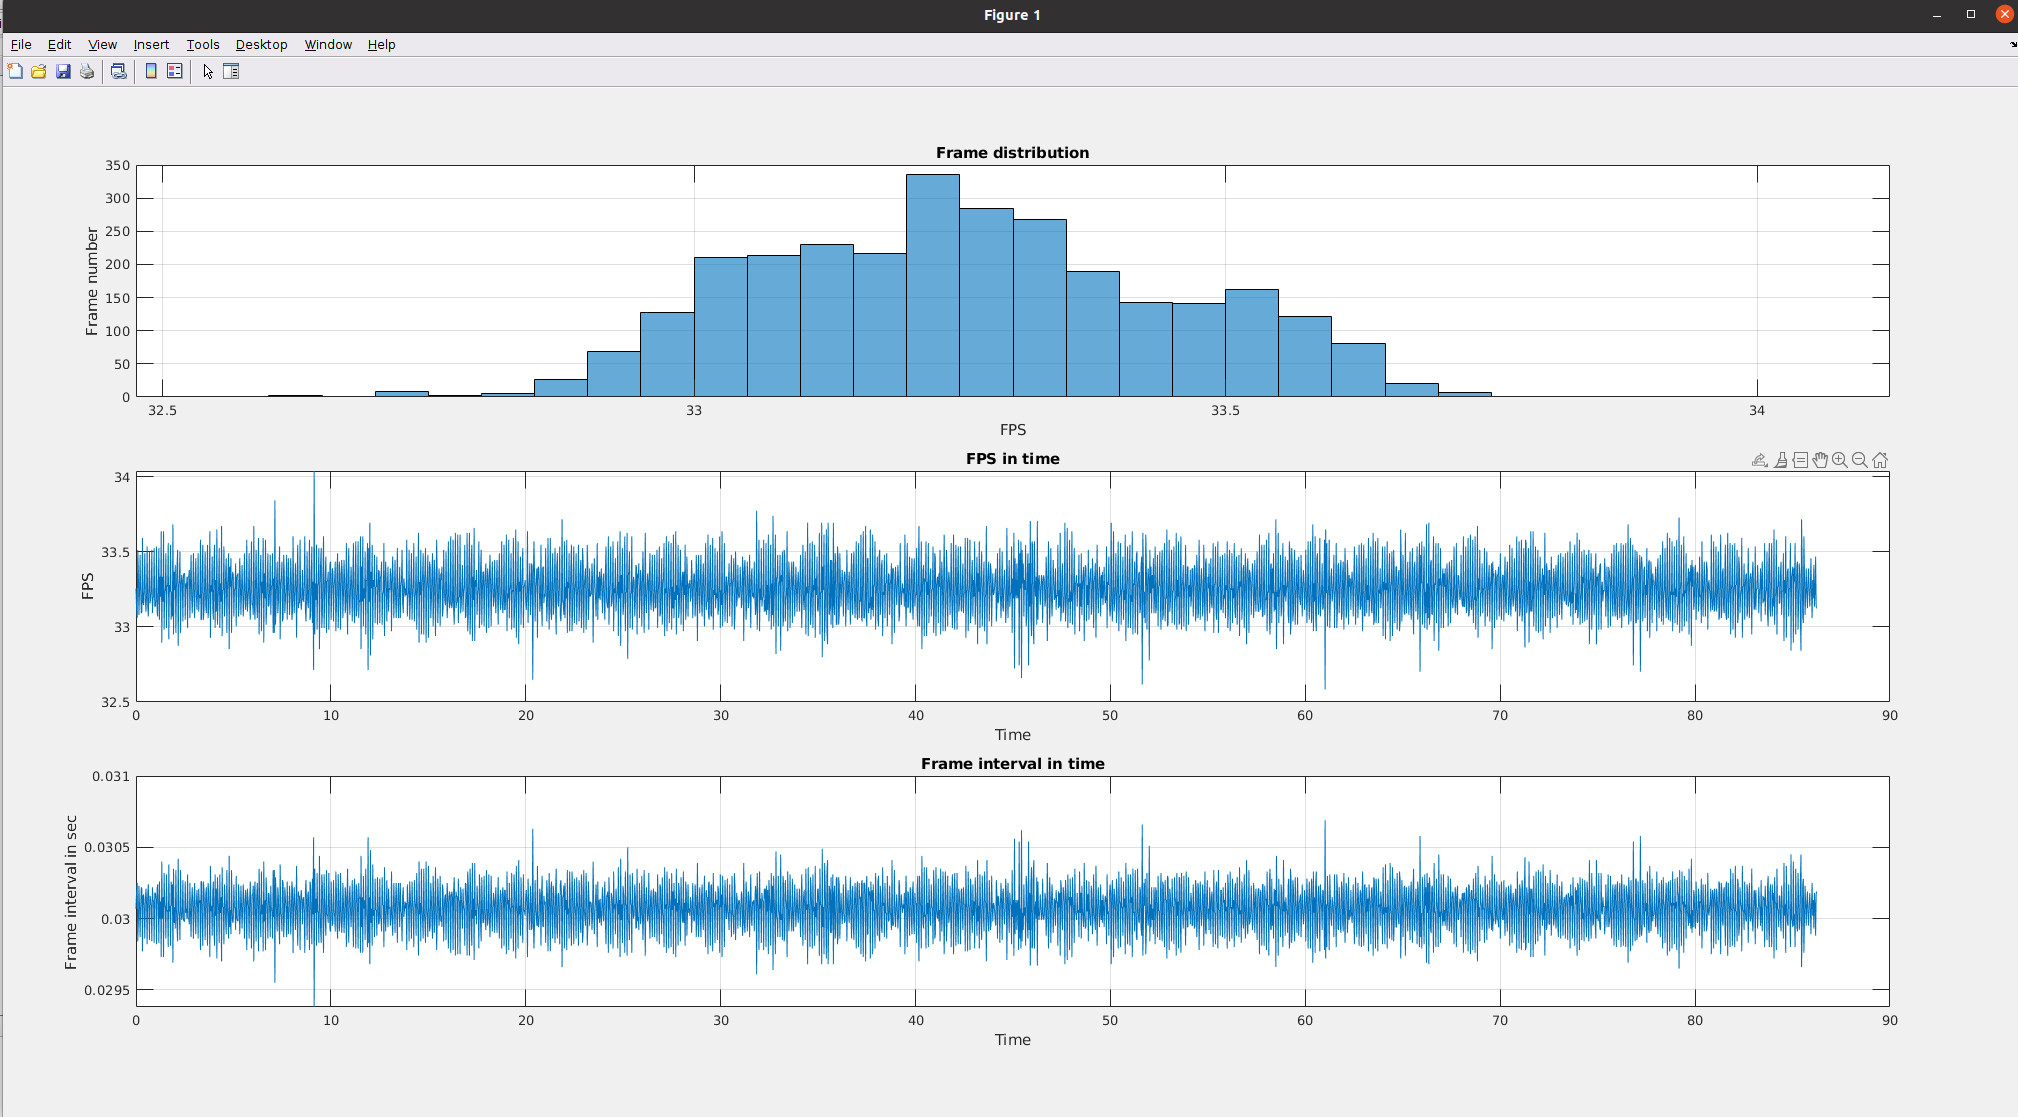 Figure 1
File Edit View Insert Tools Desktop Window Help
Frame distribution
350
300
250
200
150
100
50
0
Frame number
32.5 33 33.5 34
FPS
FPS in time
34
33.5
33
32.5
FPS
0 10 20 30 40 50 60 70 80 90
Time
Frame interval in time
0.031
0.0305
0.03
0.0295
Frame interval in sec
0 10 20 30 40 50 60 70 80 90
Time